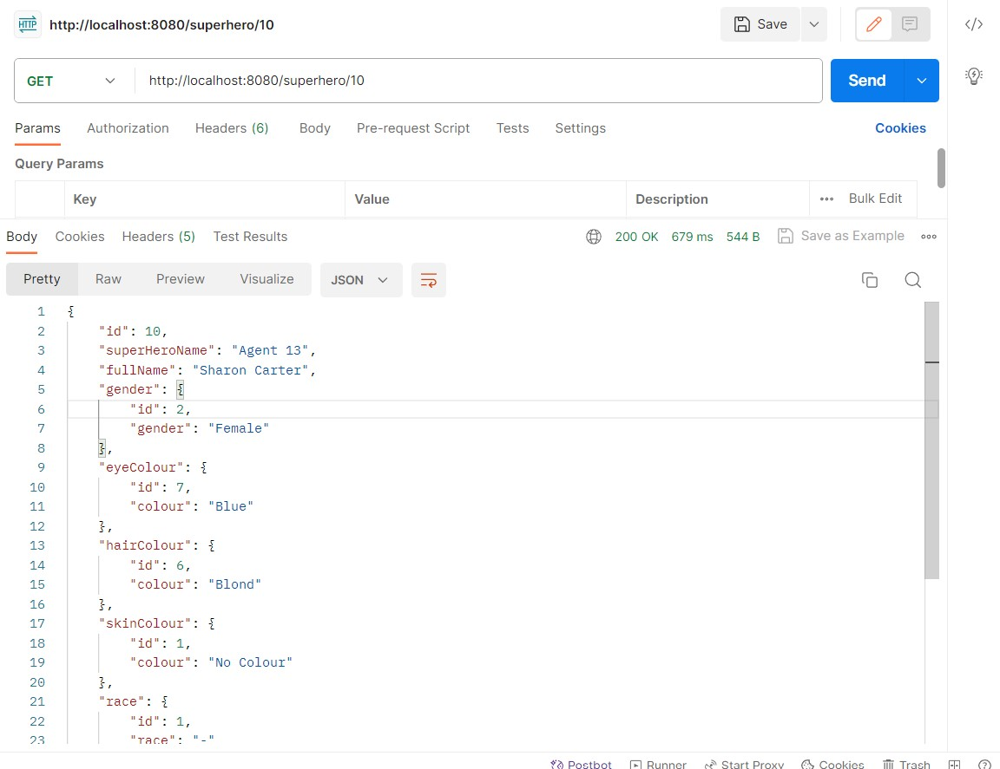 HTTP http://localhost:8080/superhero/10 Save
GET http://localhost:8080/superhero/10 Send
Params Authorization Headers (6) Body Pre-request Script Tests Settings Cookies
Query Params
Key Value Description ••• Bulk Edit
Body Cookies Headers (5) Test Results 200 OK 679 ms 544 B Save as Example
Pretty Raw Preview Visualize JSON
1 {
2 "id": 10,
3 "superHeroName": "Agent 13",
4 "fullName": "Sharon Carter",
5 "gender": {
6 "id": 2,
7 "gender": "Female"
8 },
9 "eyeColour": {
10 "id": 7,
11 "colour": "Blue"
12 },
13 "hairColour": {
14 "id": 6,
15 "colour": "Blond"
16 },
17 "skinColour": {
18 "id": 1,
19 "colour": "No Colour"
20 },
21 "race": {
22 "id": 1,
23 "race": "-"
Postbot Runner Start Proxy Cookies Trash